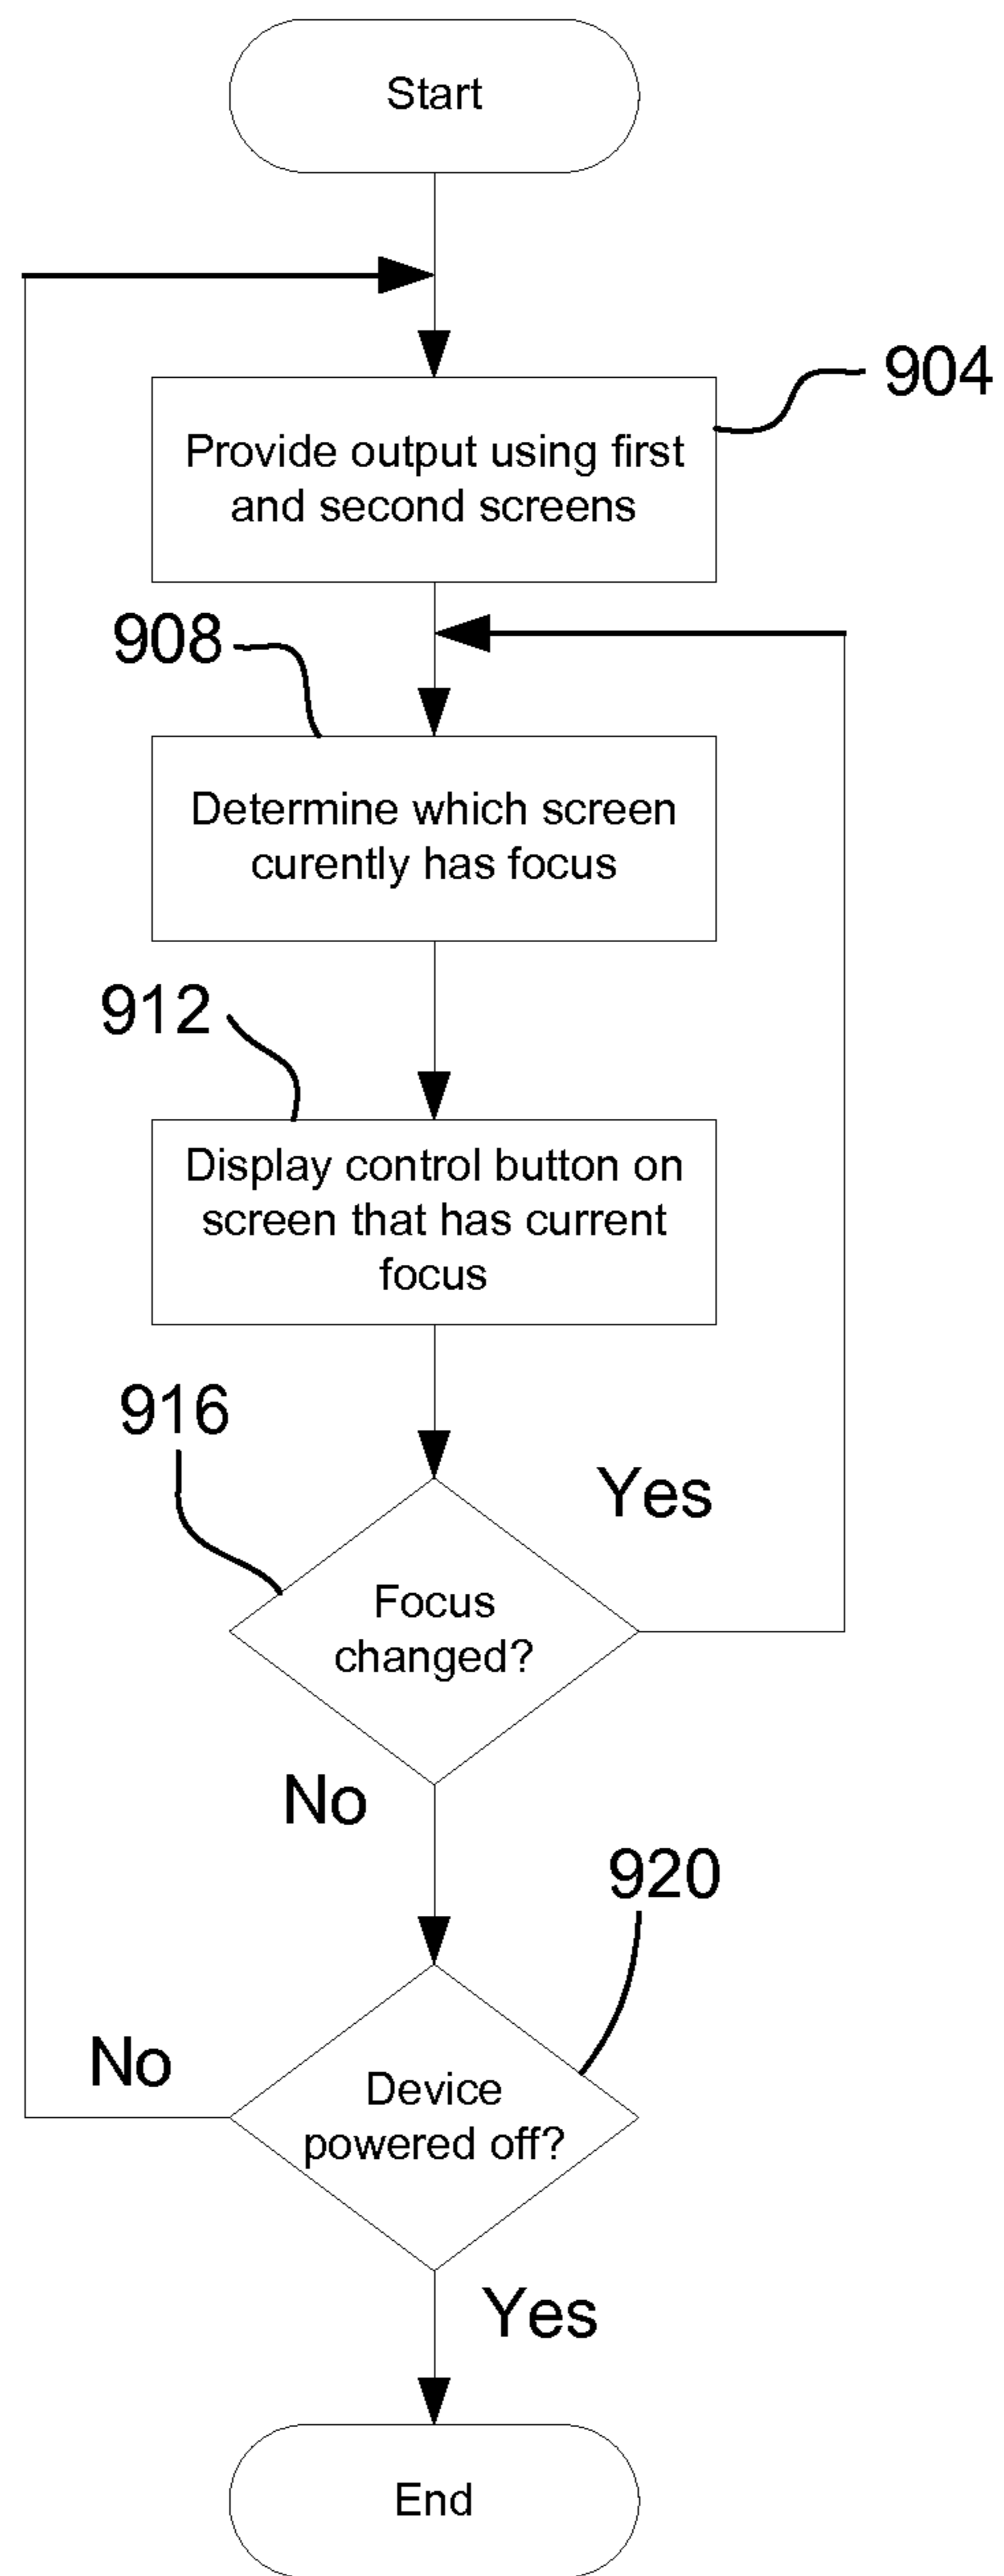 Start
904
Provide output using first
and second screens
908
Determine which screen
curently has focus
912
Display control button on
screen that has current
focus
916
Yes
Focus
changed?
No
920
No
Device
powered off?
Yes
End